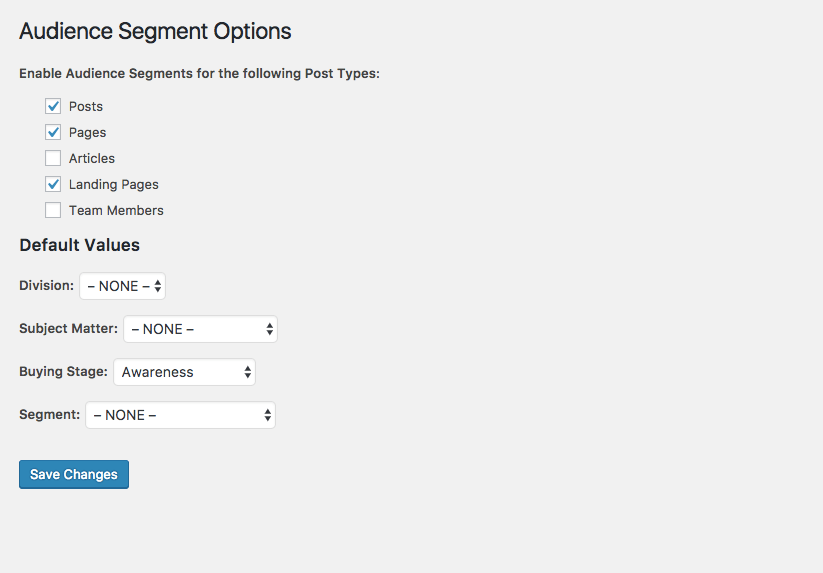 Audience Segment Options
Enable Audience Segments for the following Post Types:
Posts
Pages
Articles
Landing Pages
Team Members
Default Values
Division: – NONE –
Subject Matter: – NONE –
Buying Stage: Awareness
Segment: – NONE –
Save Changes